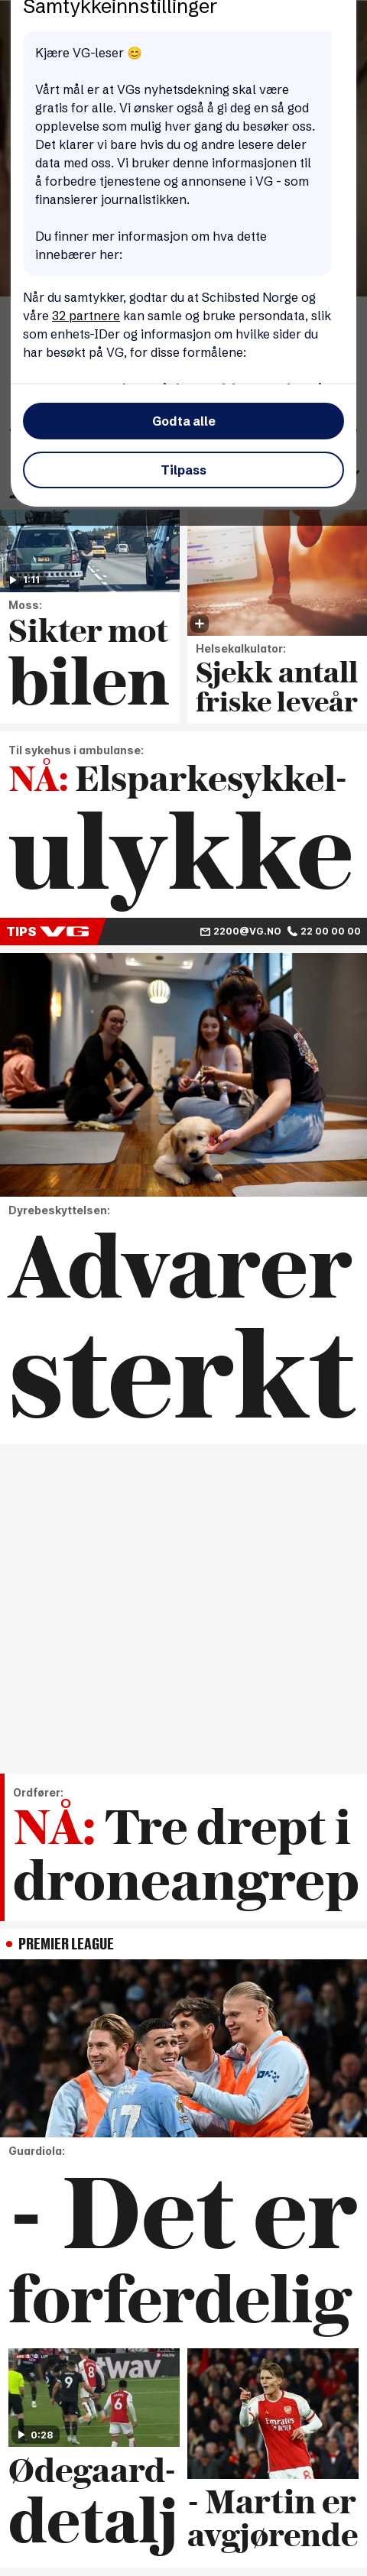 Samtykkeinnstillinger
Kjære VG-leser 😊
Vårt mål er at VGs nyhetsdekning skal være
gratis for alle. Vi ønsker også å gi deg en så god
opplevelse som mulig hver gang du besøker oss.
Det klarer vi bare hvis du og andre lesere deler
data med oss. Vi bruker denne informasjonen til
å forbedre tjenestene og annonsene i VG - som
finansierer journalistikken.
Du finner mer informasjon om hva dette
innebærer her:
Når du samtykker, godtar du at Schibsted Norge og
våre 32 partnere kan samle og bruke persondata, slik
som enhets-IDer og informasjon om hvilke sider du
har besøkt på VG, for disse formålene:
Godta alle
Tilpass
1:11
Moss:
Sikter mot
bilen
Helsekalkulator:
Sjekk antall
friske leveår
Til sykehus i ambulanse:
NÅ: Elsparkesykkel-
ulykke
TIPS VG
2200@VG.NO 22 00 00 00
Dyrebeskyttelsen:
Advarer
sterkt
Ordfører:
NÅ: Tre drept i
droneangrep
PREMIER LEAGUE
Guardiola:
- Det er
forferdelig
0:28
Ødegaard-
detalj
- Martin er
avgjørende